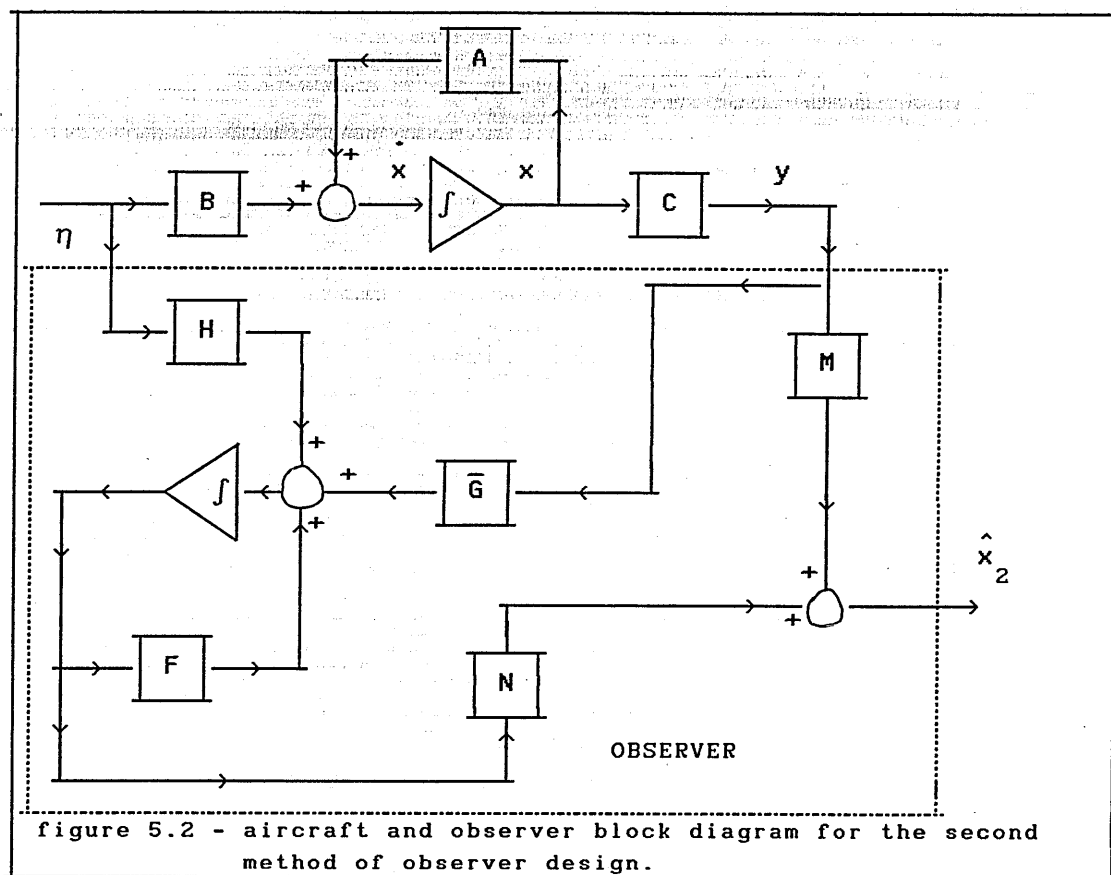 A
+
ẋ
x
y
B
+
∫
C
η
H
M
+
∫
+
G̅
+
+
x̂₂
+
F
N
OBSERVER
figure 5.2 - aircraft and observer block diagram for the second
method of observer design.